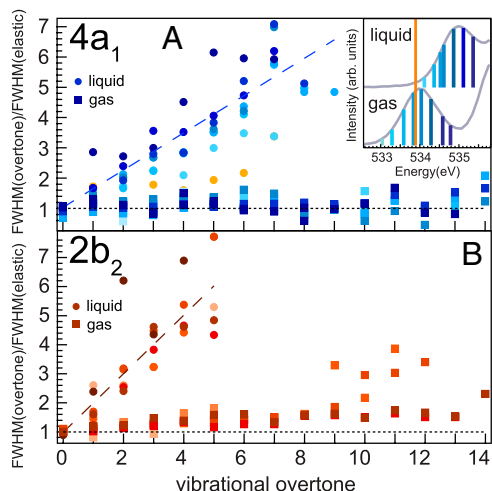 4a1 A
liquid
gas
FWHM(overtone)/FWHM(elastic)
7
6
5
4
3
2
1
Intensity (arb. units)
liquid
gas
533 534 535
Energy(eV)
2b2 B
liquid
gas
FWHM(overtone)/FWHM(elastic)
7
6
5
4
3
2
1
0 2 4 6 8 10 12 14
vibrational overtone